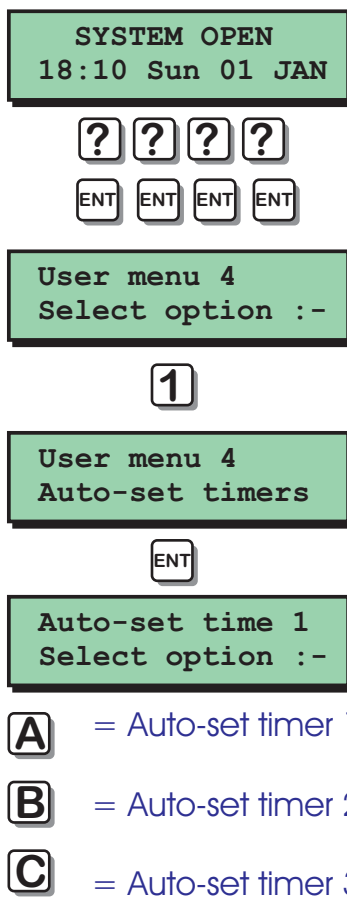 SYSTEM OPEN
18:10 Sun 01 JAN
? ? ? ?
ENT ENT ENT ENT
User menu 4
Select option :-
1
User menu 4
Auto-set timers
ENT
Auto-set time 1
Select option :-
A = Auto-set timer 1
B = Auto-set timer 2
C = Auto-set timer 3